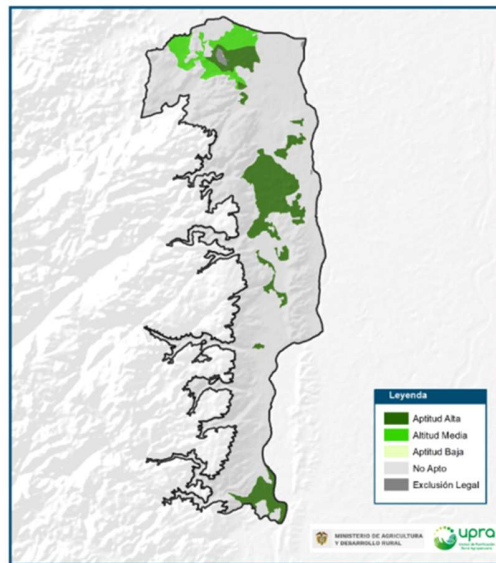 Leyenda
Aptitud Alta
Altitud Media
Aptitud Baja
No Apto
Exclusión Legal
MINISTERIO DE AGRICULTURA
Y DESARROLLO RURAL
upra